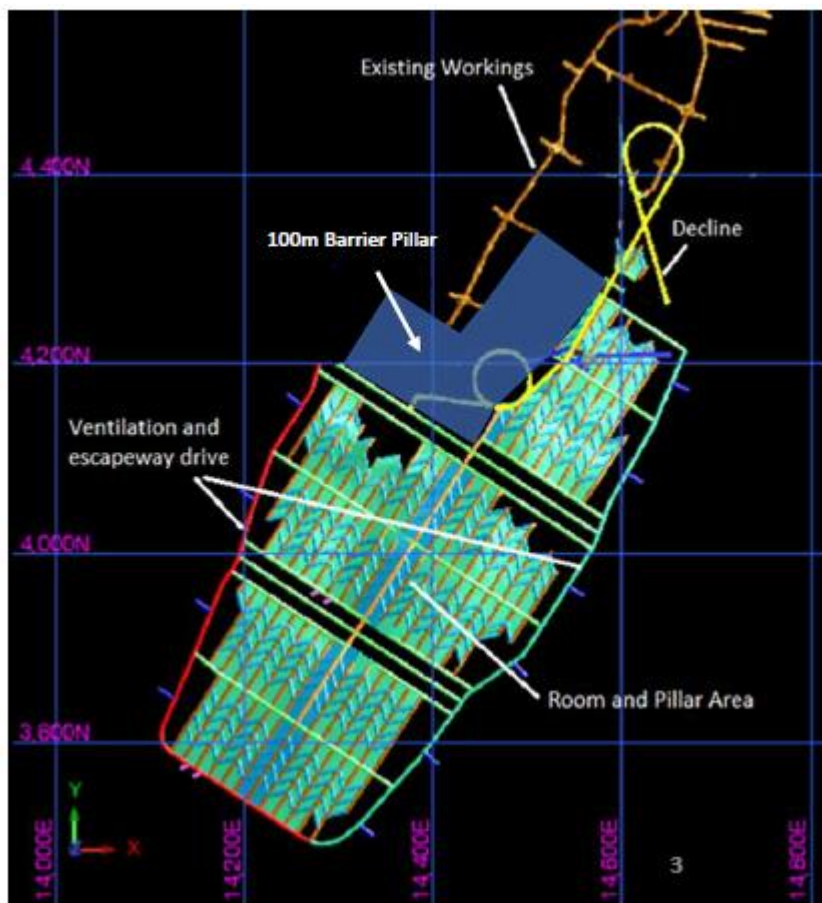 Existing Workings
4,400N
Decline
100m Barrier Pillar
4,200N
Ventilation and
escapeway drive
4,000N
Room and Pillar Area
3,800N
Y
X
Z
3
14,000E
14,200E
14,400E
14,600E
14,800E